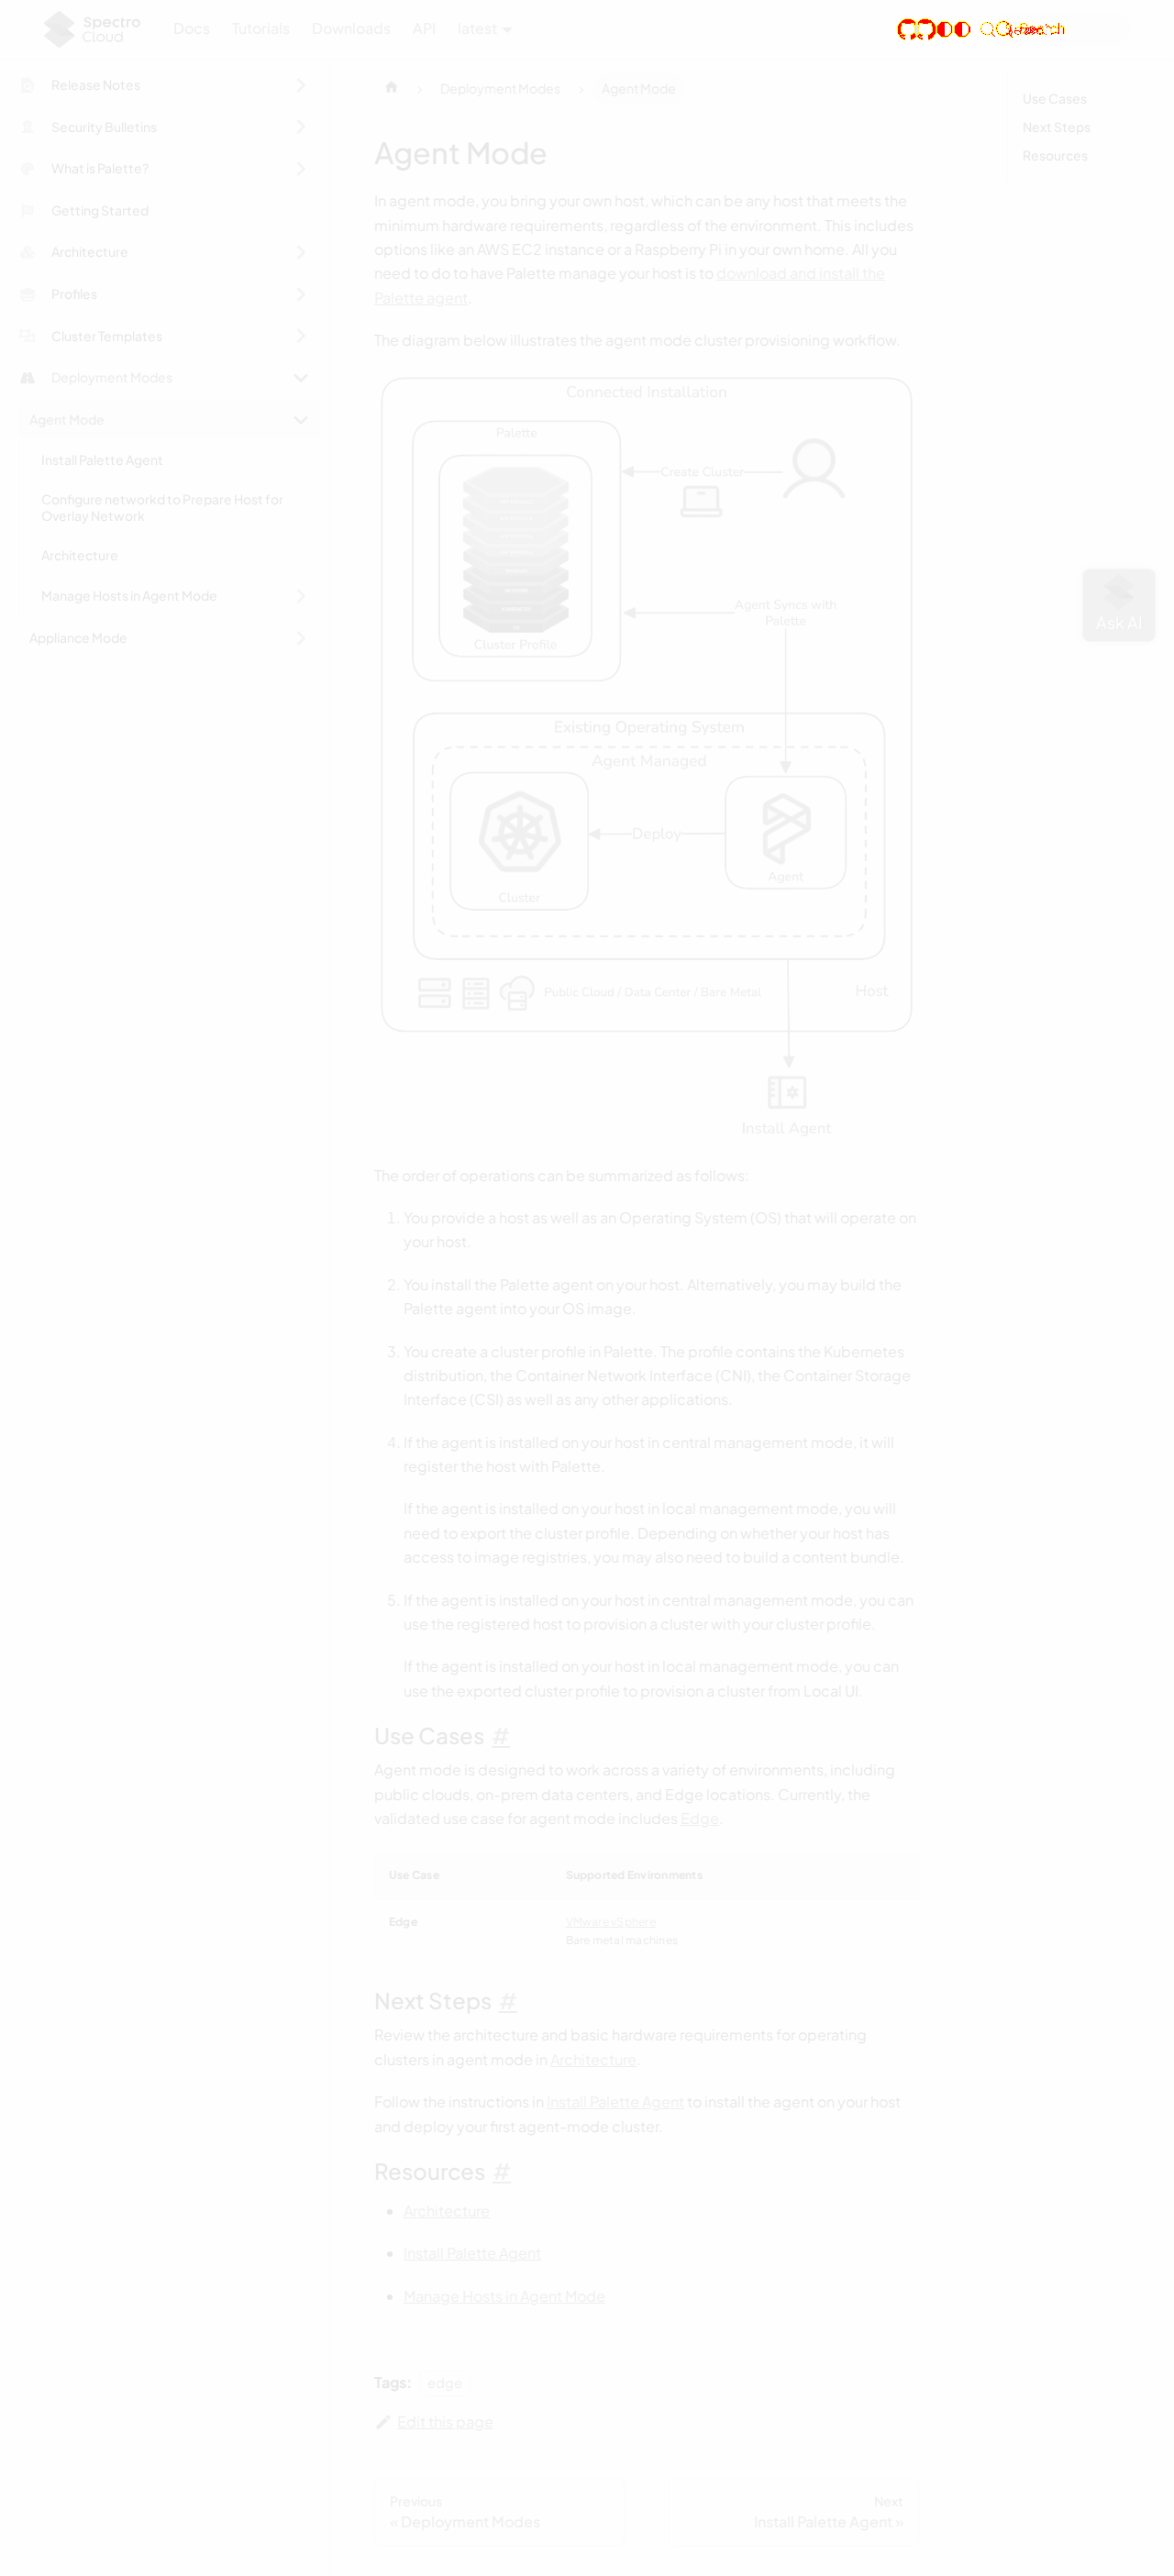 Spectro Cloud
Docs
Tutorials
Downloads
API
latest
Release Notes
Security Bulletins
What is Palette?
Getting Started
Architecture
Profiles
Cluster Templates
Deployment Modes
Agent Mode
Install Palette Agent
Configure networkd to Prepare Host for
Overlay Network
Architecture
Manage Hosts in Agent Mode
Appliance Mode
Deployment Modes
Agent Mode
Agent Mode
In agent mode, you bring your own host, which can be any host that meets the
minimum hardware requirements, regardless of the environment. This includes
options like an AWS EC2 instance or a Raspberry Pi in your own home. All you
need to do to have Palette manage your host is to download and install the
Palette agent.
The diagram below illustrates the agent mode cluster provisioning workflow.
Connected Installation
Palette
Create Cluster
Cluster Profile
Agent Syncs with
Palette
Existing Operating System
Agent Managed
Deploy
Cluster
Agent
Public Cloud / Data Center / Bare Metal
Host
Install Agent
The order of operations can be summarized as follows:
1. You provide a host as well as an Operating System (OS) that will operate on
your host.
2. You install the Palette agent on your host. Alternatively, you may build the
Palette agent into your OS image.
3. You create a cluster profile in Palette. The profile contains the Kubernetes
distribution, the Container Network Interface (CNI), the Container Storage
Interface (CSI) as well as any other applications.
4. If the agent is installed on your host in central management mode, it will
register the host with Palette.
If the agent is installed on your host in local management mode, you will
need to export the cluster profile. Depending on whether your host has
access to image registries, you may also need to build a content bundle.
5. If the agent is installed on your host in central management mode, you can
use the registered host to provision a cluster with your cluster profile.
If the agent is installed on your host in local management mode, you can
use the exported cluster profile to provision a cluster from Local UI.
Use Cases #
Agent mode is designed to work across a variety of environments, including
public clouds, on-prem data centers, and Edge locations. Currently, the
validated use case for agent mode includes Edge.
Use Case
Supported Environments
Edge
VMware vSphere
Bare metal machines
Next Steps #
Review the architecture and basic hardware requirements for operating
clusters in agent mode in Architecture.
Follow the instructions in Install Palette Agent to install the agent on your host
and deploy your first agent-mode cluster.
Resources #
Architecture
Install Palette Agent
Manage Hosts in Agent Mode
Tags: edge
Edit this page
Previous
« Deployment Modes
Next
Install Palette Agent »
Use Cases
Next Steps
Resources
Ask AI